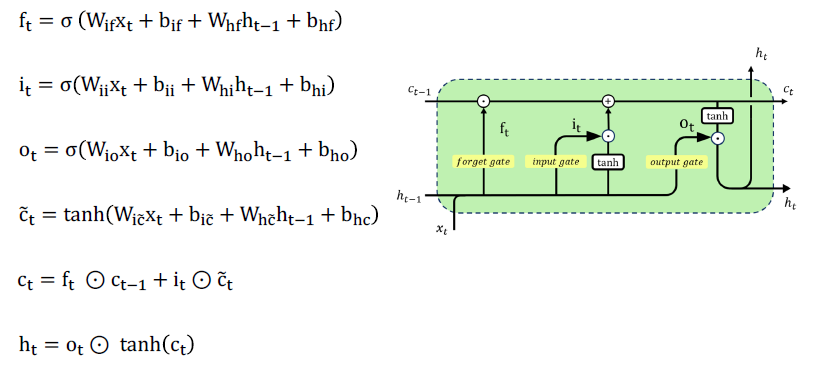 fₜ = σ (W_if xₜ + b_if + W_hf hₜ₋₁ + b_hf)
iₜ = σ(W_ii xₜ + b_ii + W_hi hₜ₋₁ + b_hi)
oₜ = σ(W_io xₜ + b_io + W_ho hₜ₋₁ + b_ho)
c̃ₜ = tanh(W_ic̃ xₜ + b_ic̃ + W_hc̃ hₜ₋₁ + b_hc)
cₜ = fₜ ⊙ cₜ₋₁ + iₜ ⊙ c̃ₜ
hₜ = oₜ ⊙ tanh(cₜ)
hₜ
cₜ₋₁
cₜ
tanh
fₜ
iₜ
oₜ
forget gate
input gate
tanh
output gate
hₜ₋₁
hₜ
xₜ